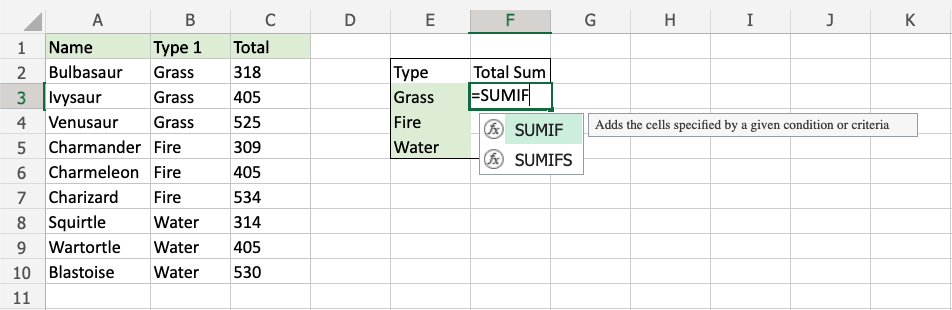 A B C D E F G H I J K
1 Name Type 1 Total
2 Bulbasaur Grass 318 Type Total Sum
3 Ivysaur Grass 405 Grass =SUMIF
4 Venusaur Grass 525 Fire fx SUMIF Adds the cells specified by a given condition or criteria
5 Charmander Fire 309 Water fx SUMIFS
6 Charmeleon Fire 405
7 Charizard Fire 534
8 Squirtle Water 314
9 Wartortle Water 405
10 Blastoise Water 530
11